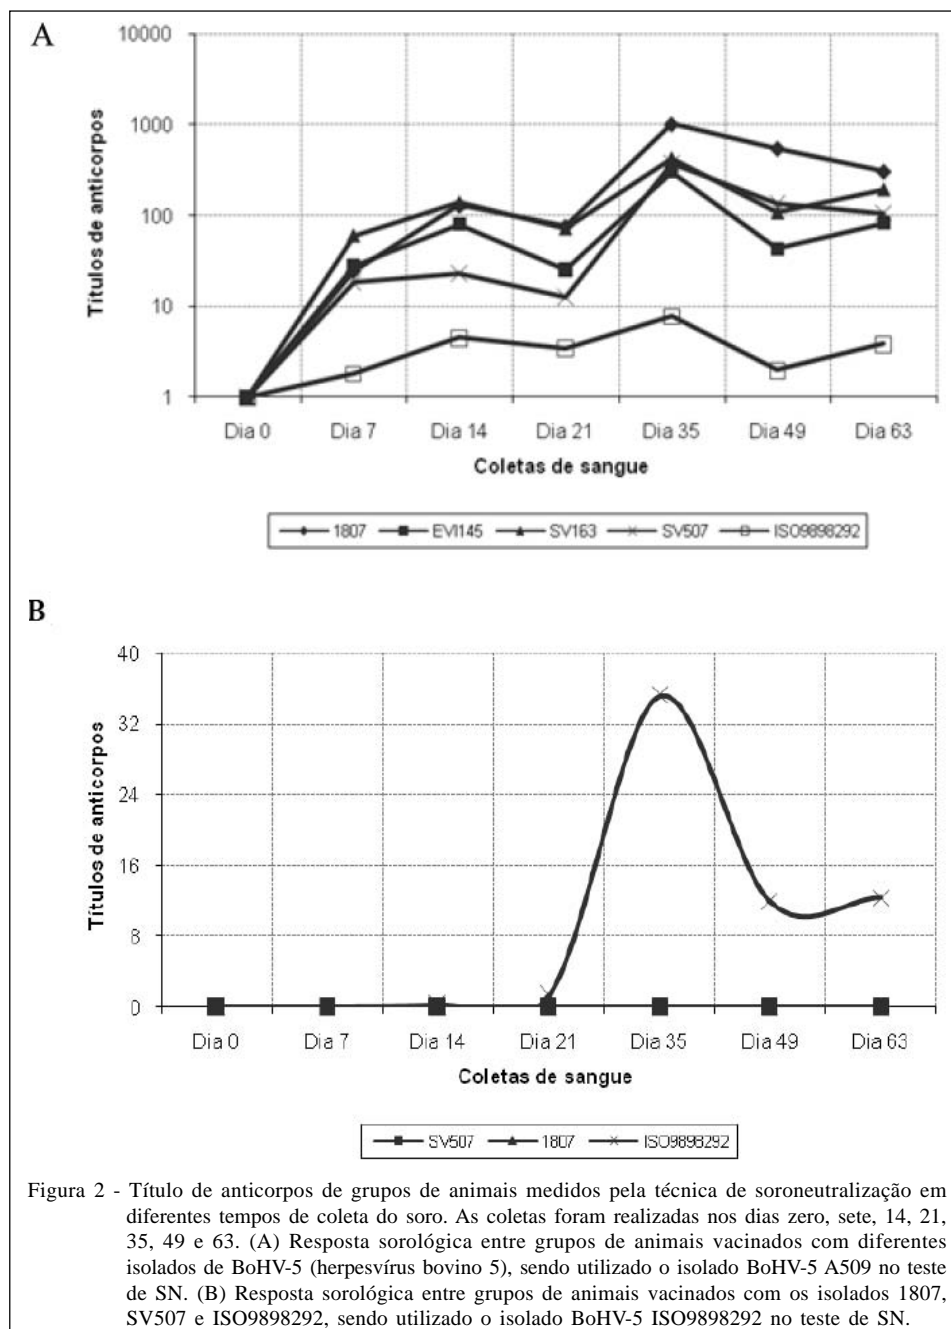 A
10000
1000
100
10
1
Títulos de anticorpos
Dia 0 Dia 7 Dia 14 Dia 21 Dia 35 Dia 49 Dia 63
Coletas de sangue
1807 EVI145 SV163 SV507 ISO9898292
B
40
32
24
16
8
0
Títulos de anticorpos
Dia 0 Dia 7 Dia 14 Dia 21 Dia 35 Dia 49 Dia 63
Coletas de sangue
SV507 1807 ISO9898292
Figura 2 - Título de anticorpos de grupos de animais medidos pela técnica de soroneutralização em
diferentes tempos de coleta do soro. As coletas foram realizadas nos dias zero, sete, 14, 21,
35, 49 e 63. (A) Resposta sorológica entre grupos de animais vacinados com diferentes
isolados de BoHV-5 (herpesvírus bovino 5), sendo utilizado o isolado BoHV-5 A509 no teste
de SN. (B) Resposta sorológica entre grupos de animais vacinados com os isolados 1807,
SV507 e ISO9898292, sendo utilizado o isolado BoHV-5 ISO9898292 no teste de SN.